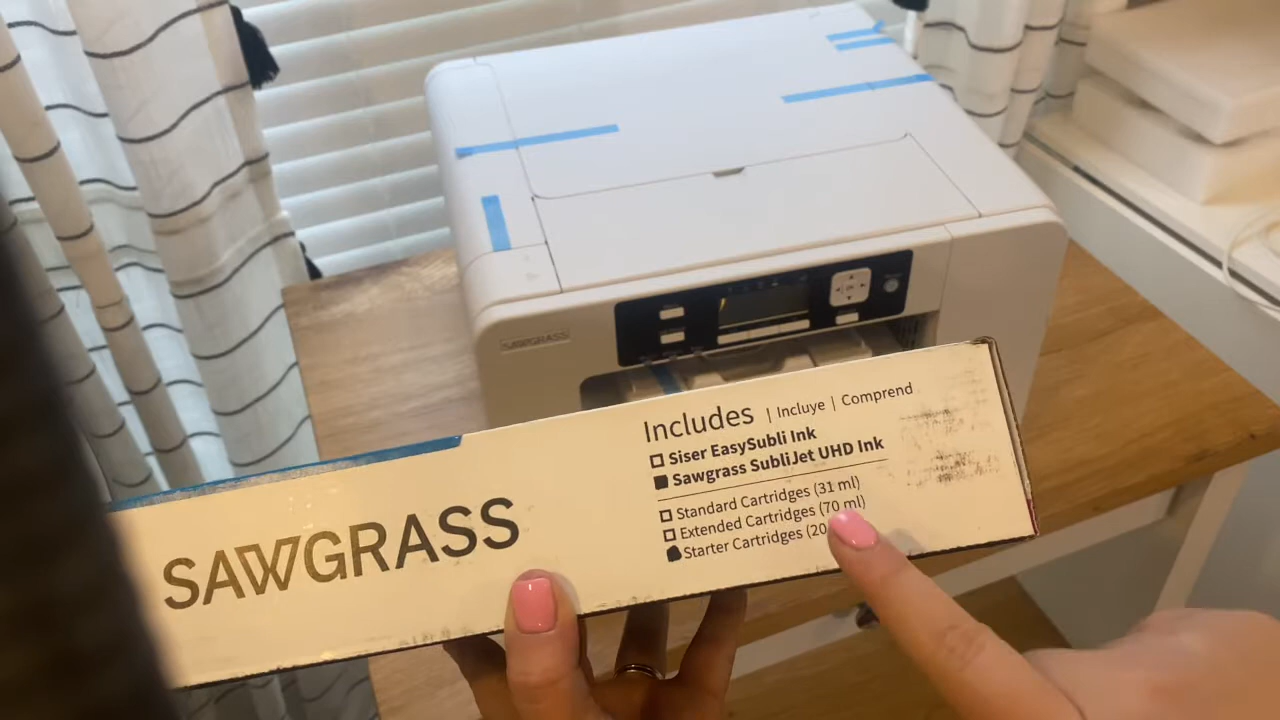 SAWGRASS
SAWGRASS
Includes | Incluye | Comprend
Siser EasySubli Ink
Sawgrass SubliJet UHD Ink
Standard Cartridges (31 ml)
Extended Cartridges (70 ml)
Starter Cartridges (20